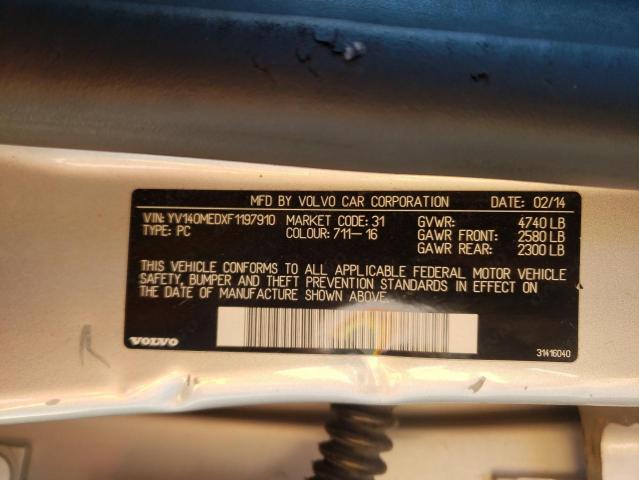 MFD BY VOLVO CAR CORPORATION DATE: 02/14
VIN: YV140MEDXF1197910 MARKET CODE: 31 GVWR: 4740 LB
TYPE: PC COLOUR: 711-16 GAWR FRONT: 2580 LB
GAWR REAR: 2300 LB
THIS VEHICLE CONFORMS TO ALL APPLICABLE FEDERAL MOTOR VEHICLE
SAFETY, BUMPER AND THEFT PREVENTION STANDARDS IN EFFECT ON
THE DATE OF MANUFACTURE SHOWN ABOVE.
VOLVO 31416040